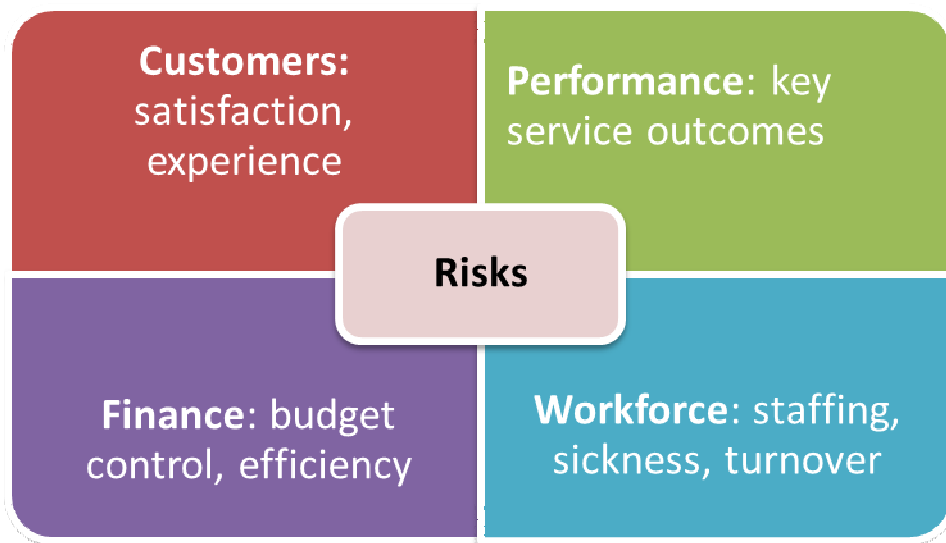 Customers:
satisfaction,
experience
Performance: key
service outcomes
Risks
Finance: budget
control, efficiency
Workforce: staffing,
sickness, turnover